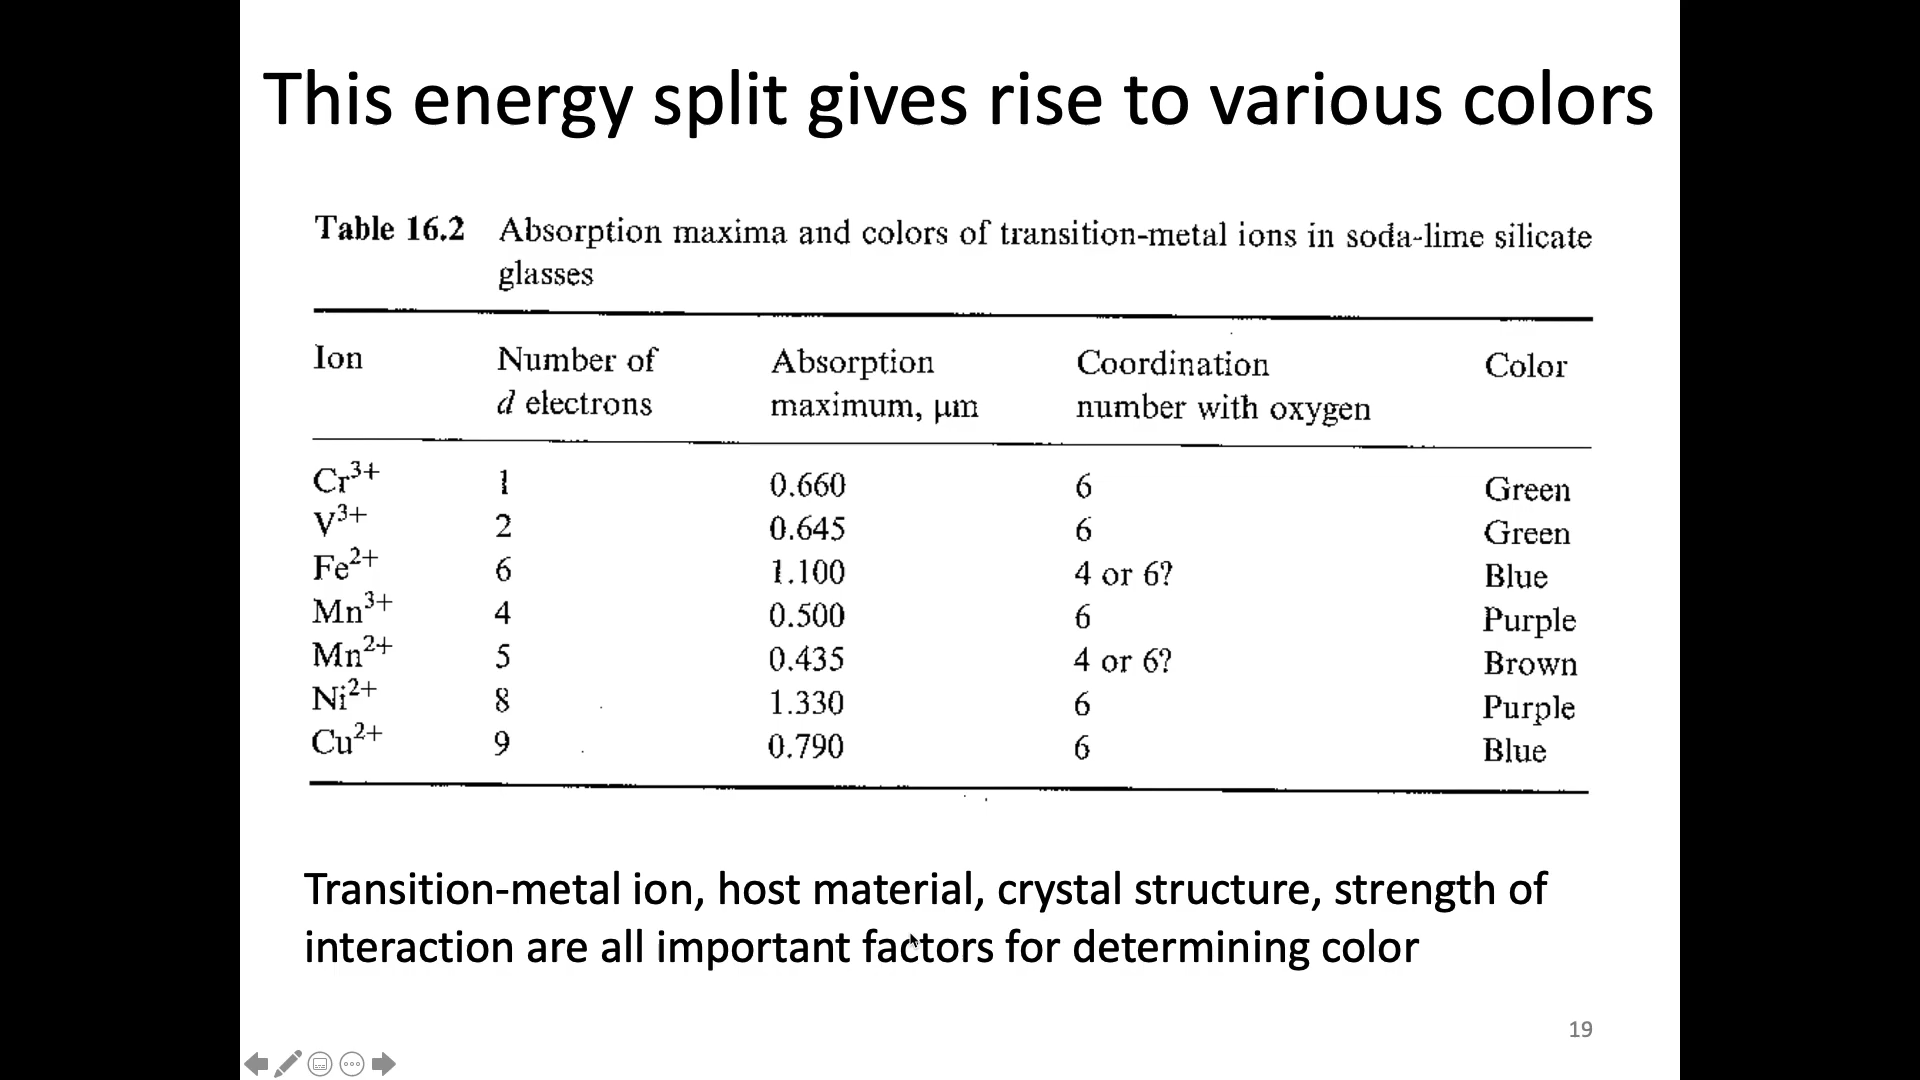 This energy split gives rise to various colors
Table 16.2 Absorption maxima and colors of transition-metal ions in soda-lime silicate
glasses
Ion Number of d electrons Absorption maximum, μm Coordination number with oxygen Color
Cr³⁺ 1 0.660 6 Green
V³⁺ 2 0.645 6 Green
Fe²⁺ 6 1.100 4 or 6? Blue
Mn³⁺ 4 0.500 6 Purple
Mn²⁺ 5 0.435 4 or 6? Brown
Ni²⁺ 8 1.330 6 Purple
Cu²⁺ 9 0.790 6 Blue
Transition-metal ion, host material, crystal structure, strength of
interaction are all important factors for determining color
19